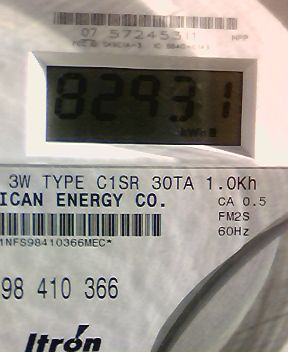 07 57245311
HPP
82931
kWh
3W TYPE C1SR 30TA 1.0Kh
ICAN ENERGY CO.
CA 0.5
FM2S
60Hz
1NFS98410366MEC*
98 410 366
Itron